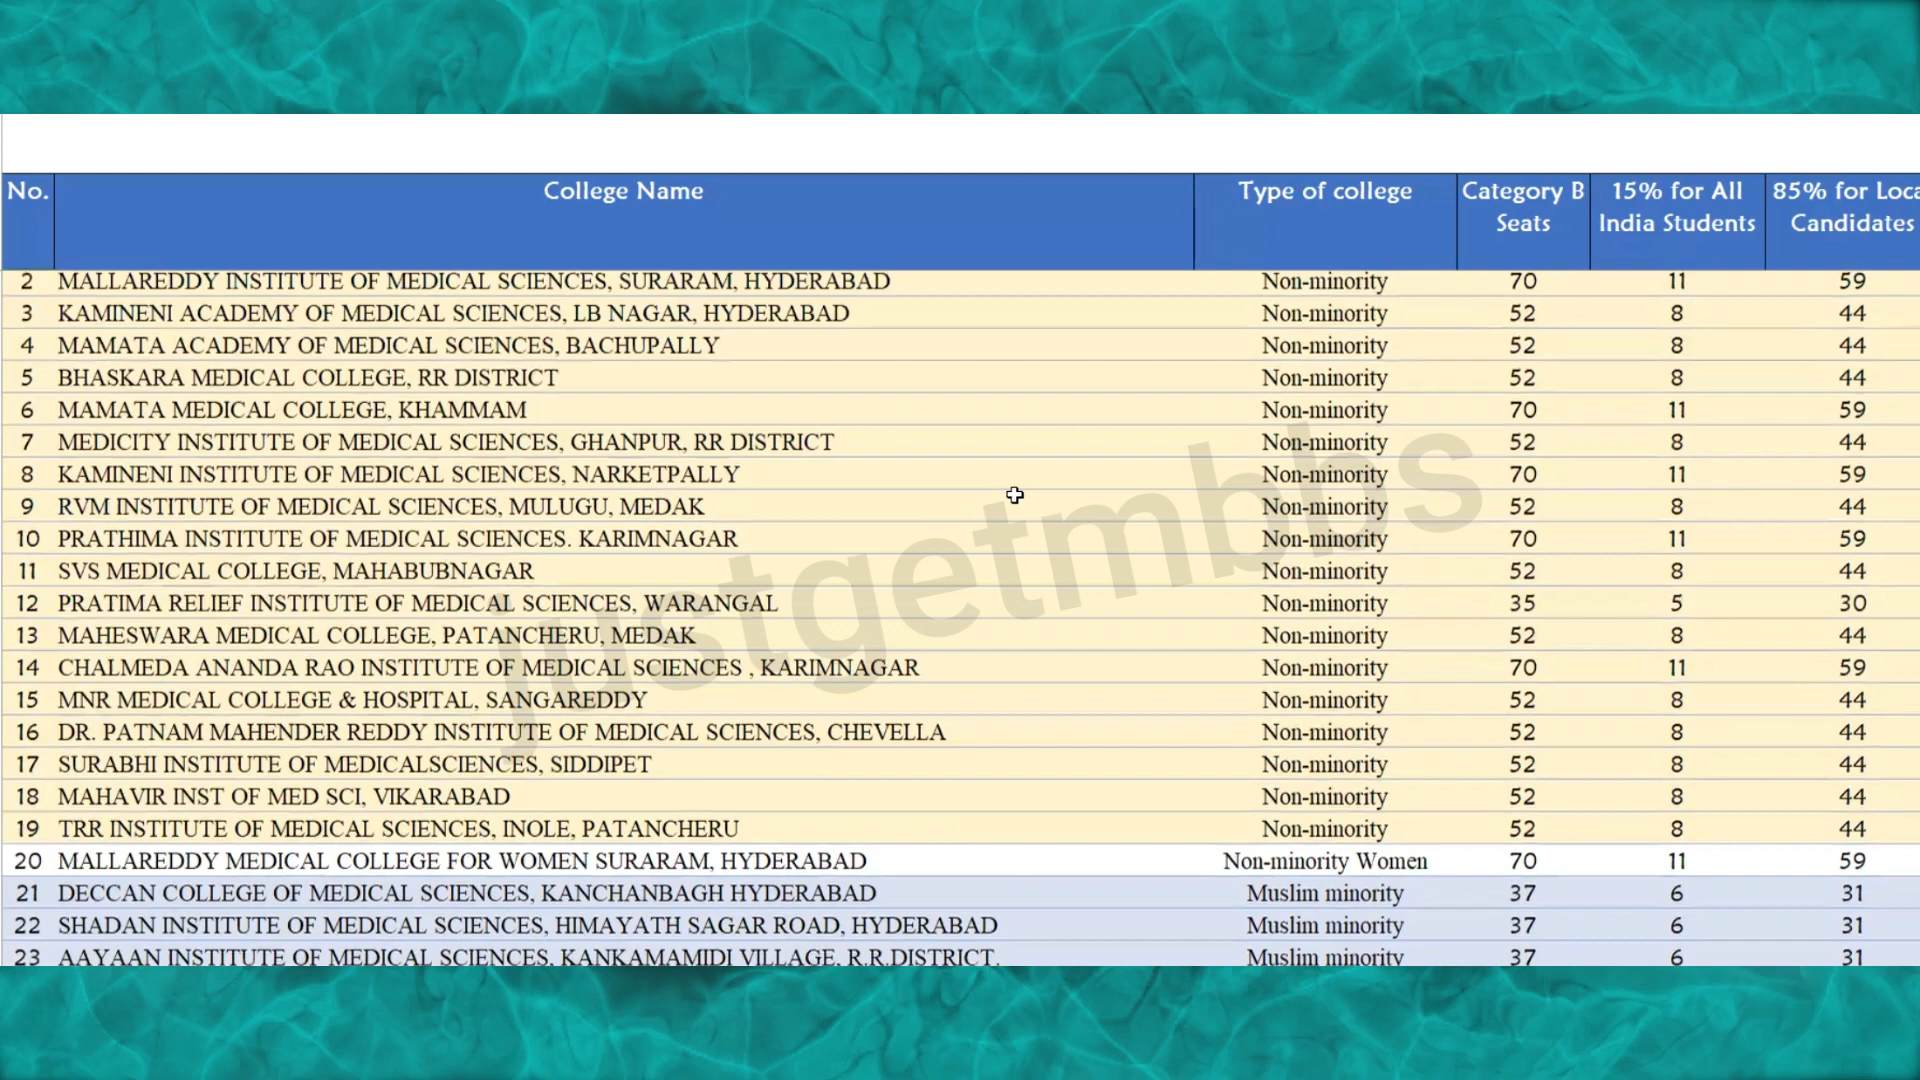 No. College Name Type of college Category B Seats 15% for All India Students 85% for Loca Candidates
2 MALLAREDDY INSTITUTE OF MEDICAL SCIENCES, SURARAM, HYDERABAD Non-minority 70 11 59
3 KAMINENI ACADEMY OF MEDICAL SCIENCES, LB NAGAR, HYDERABAD Non-minority 52 8 44
4 MAMATA ACADEMY OF MEDICAL SCIENCES, BACHUPALLY Non-minority 52 8 44
5 BHASKARA MEDICAL COLLEGE, RR DISTRICT Non-minority 52 8 44
6 MAMATA MEDICAL COLLEGE, KHAMMAM Non-minority 70 11 59
7 MEDICITY INSTITUTE OF MEDICAL SCIENCES, GHANPUR, RR DISTRICT Non-minority 52 8 44
8 KAMINENI INSTITUTE OF MEDICAL SCIENCES, NARKETPALLY Non-minority 70 11 59
9 RVM INSTITUTE OF MEDICAL SCIENCES, MULUGU, MEDAK Non-minority 52 8 44
10 PRATHIMA INSTITUTE OF MEDICAL SCIENCES. KARIMNAGAR Non-minority 70 11 59
11 SVS MEDICAL COLLEGE, MAHABUBNAGAR Non-minority 52 8 44
12 PRATIMA RELIEF INSTITUTE OF MEDICAL SCIENCES, WARANGAL Non-minority 35 5 30
13 MAHESWARA MEDICAL COLLEGE, PATANCHERU, MEDAK Non-minority 52 8 44
14 CHALMEDA ANANDA RAO INSTITUTE OF MEDICAL SCIENCES , KARIMNAGAR Non-minority 70 11 59
15 MNR MEDICAL COLLEGE & HOSPITAL, SANGAREDDY Non-minority 52 8 44
16 DR. PATNAM MAHENDER REDDY INSTITUTE OF MEDICAL SCIENCES, CHEVELLA Non-minority 52 8 44
17 SURABHI INSTITUTE OF MEDICALSCIENCES, SIDDIPET Non-minority 52 8 44
18 MAHAVIR INST OF MED SCI, VIKARABAD Non-minority 52 8 44
19 TRR INSTITUTE OF MEDICAL SCIENCES, INOLE, PATANCHERU Non-minority 52 8 44
20 MALLAREDDY MEDICAL COLLEGE FOR WOMEN SURARAM, HYDERABAD Non-minority Women 70 11 59
21 DECCAN COLLEGE OF MEDICAL SCIENCES, KANCHANBAGH HYDERABAD Muslim minority 37 6 31
22 SHADAN INSTITUTE OF MEDICAL SCIENCES, HIMAYATH SAGAR ROAD, HYDERABAD Muslim minority 37 6 31
23 AAYAAN INSTITUTE OF MEDICAL SCIENCES, KANKAMAMIDI VILLAGE, R.R.DISTRICT. Muslim minority 37 6 31
justgetmbbs